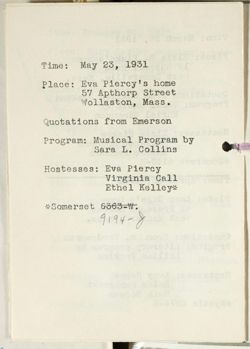 Time: May 23, 1931
Place: Eva Piercy's home
57 Apthorp Street
Wollaston, Mass.
Quotations from Emerson
Program: Musical Program by
Sara L. Collins
Hostesses: Eva Piercy
Virginia Call
Ethel Kelley*
*Somerset 6363-W.
9194-J